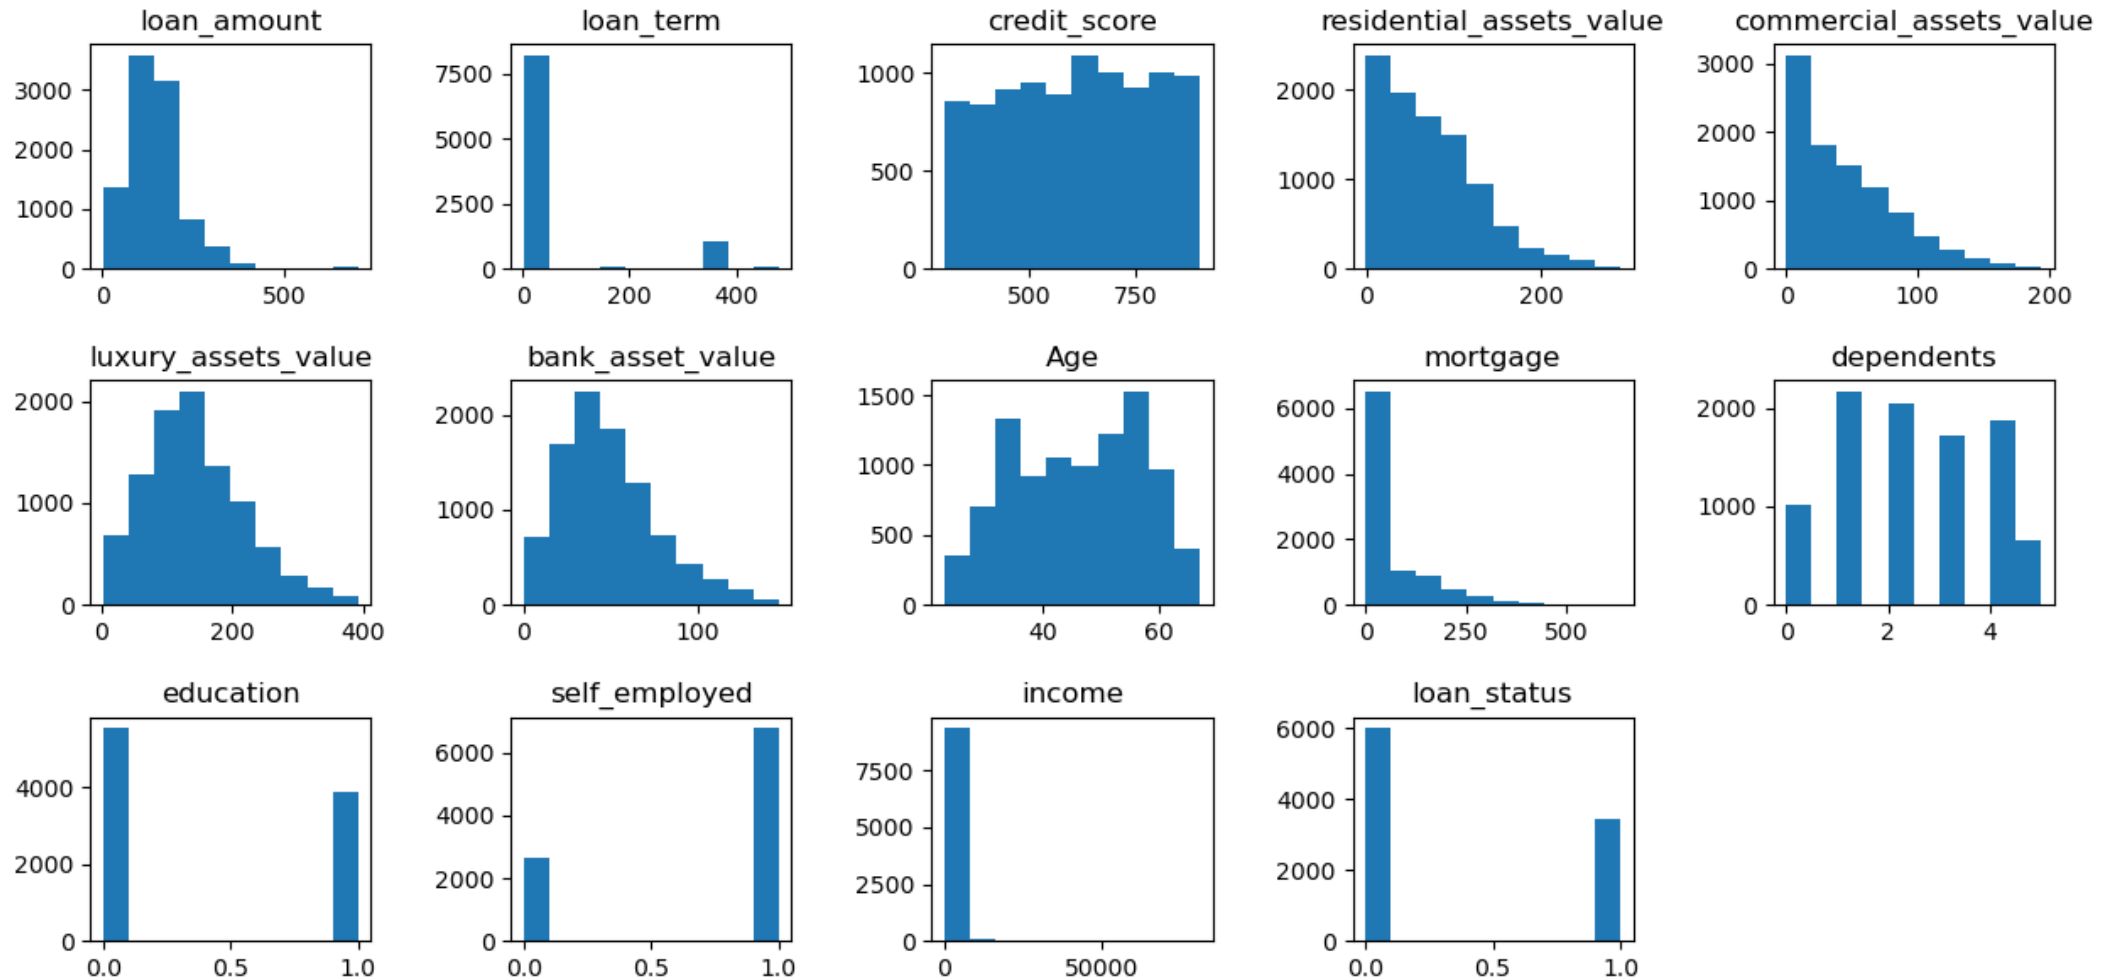 loan_amount loan_term credit_score residential_assets_value commercial_assets_value
3000 2000 1000 0
0 500
7500 5000 2500 0
0 200 400
1000 500 0
500 750
2000 1000 0
0 200
3000 2000 1000 0
0 100 200
luxury_assets_value bank_asset_value Age mortgage dependents
2000 1000 0
0 200 400
2000 1000 0
0 100
1500 1000 500 0
40 60
6000 4000 2000 0
0 250 500
2000 1000 0
0 2 4
education self_employed income loan_status
4000 2000 0
0.0 0.5 1.0
6000 4000 2000 0
0.0 0.5 1.0
7500 5000 2500 0
0 50000
6000 4000 2000 0
0.0 0.5 1.0